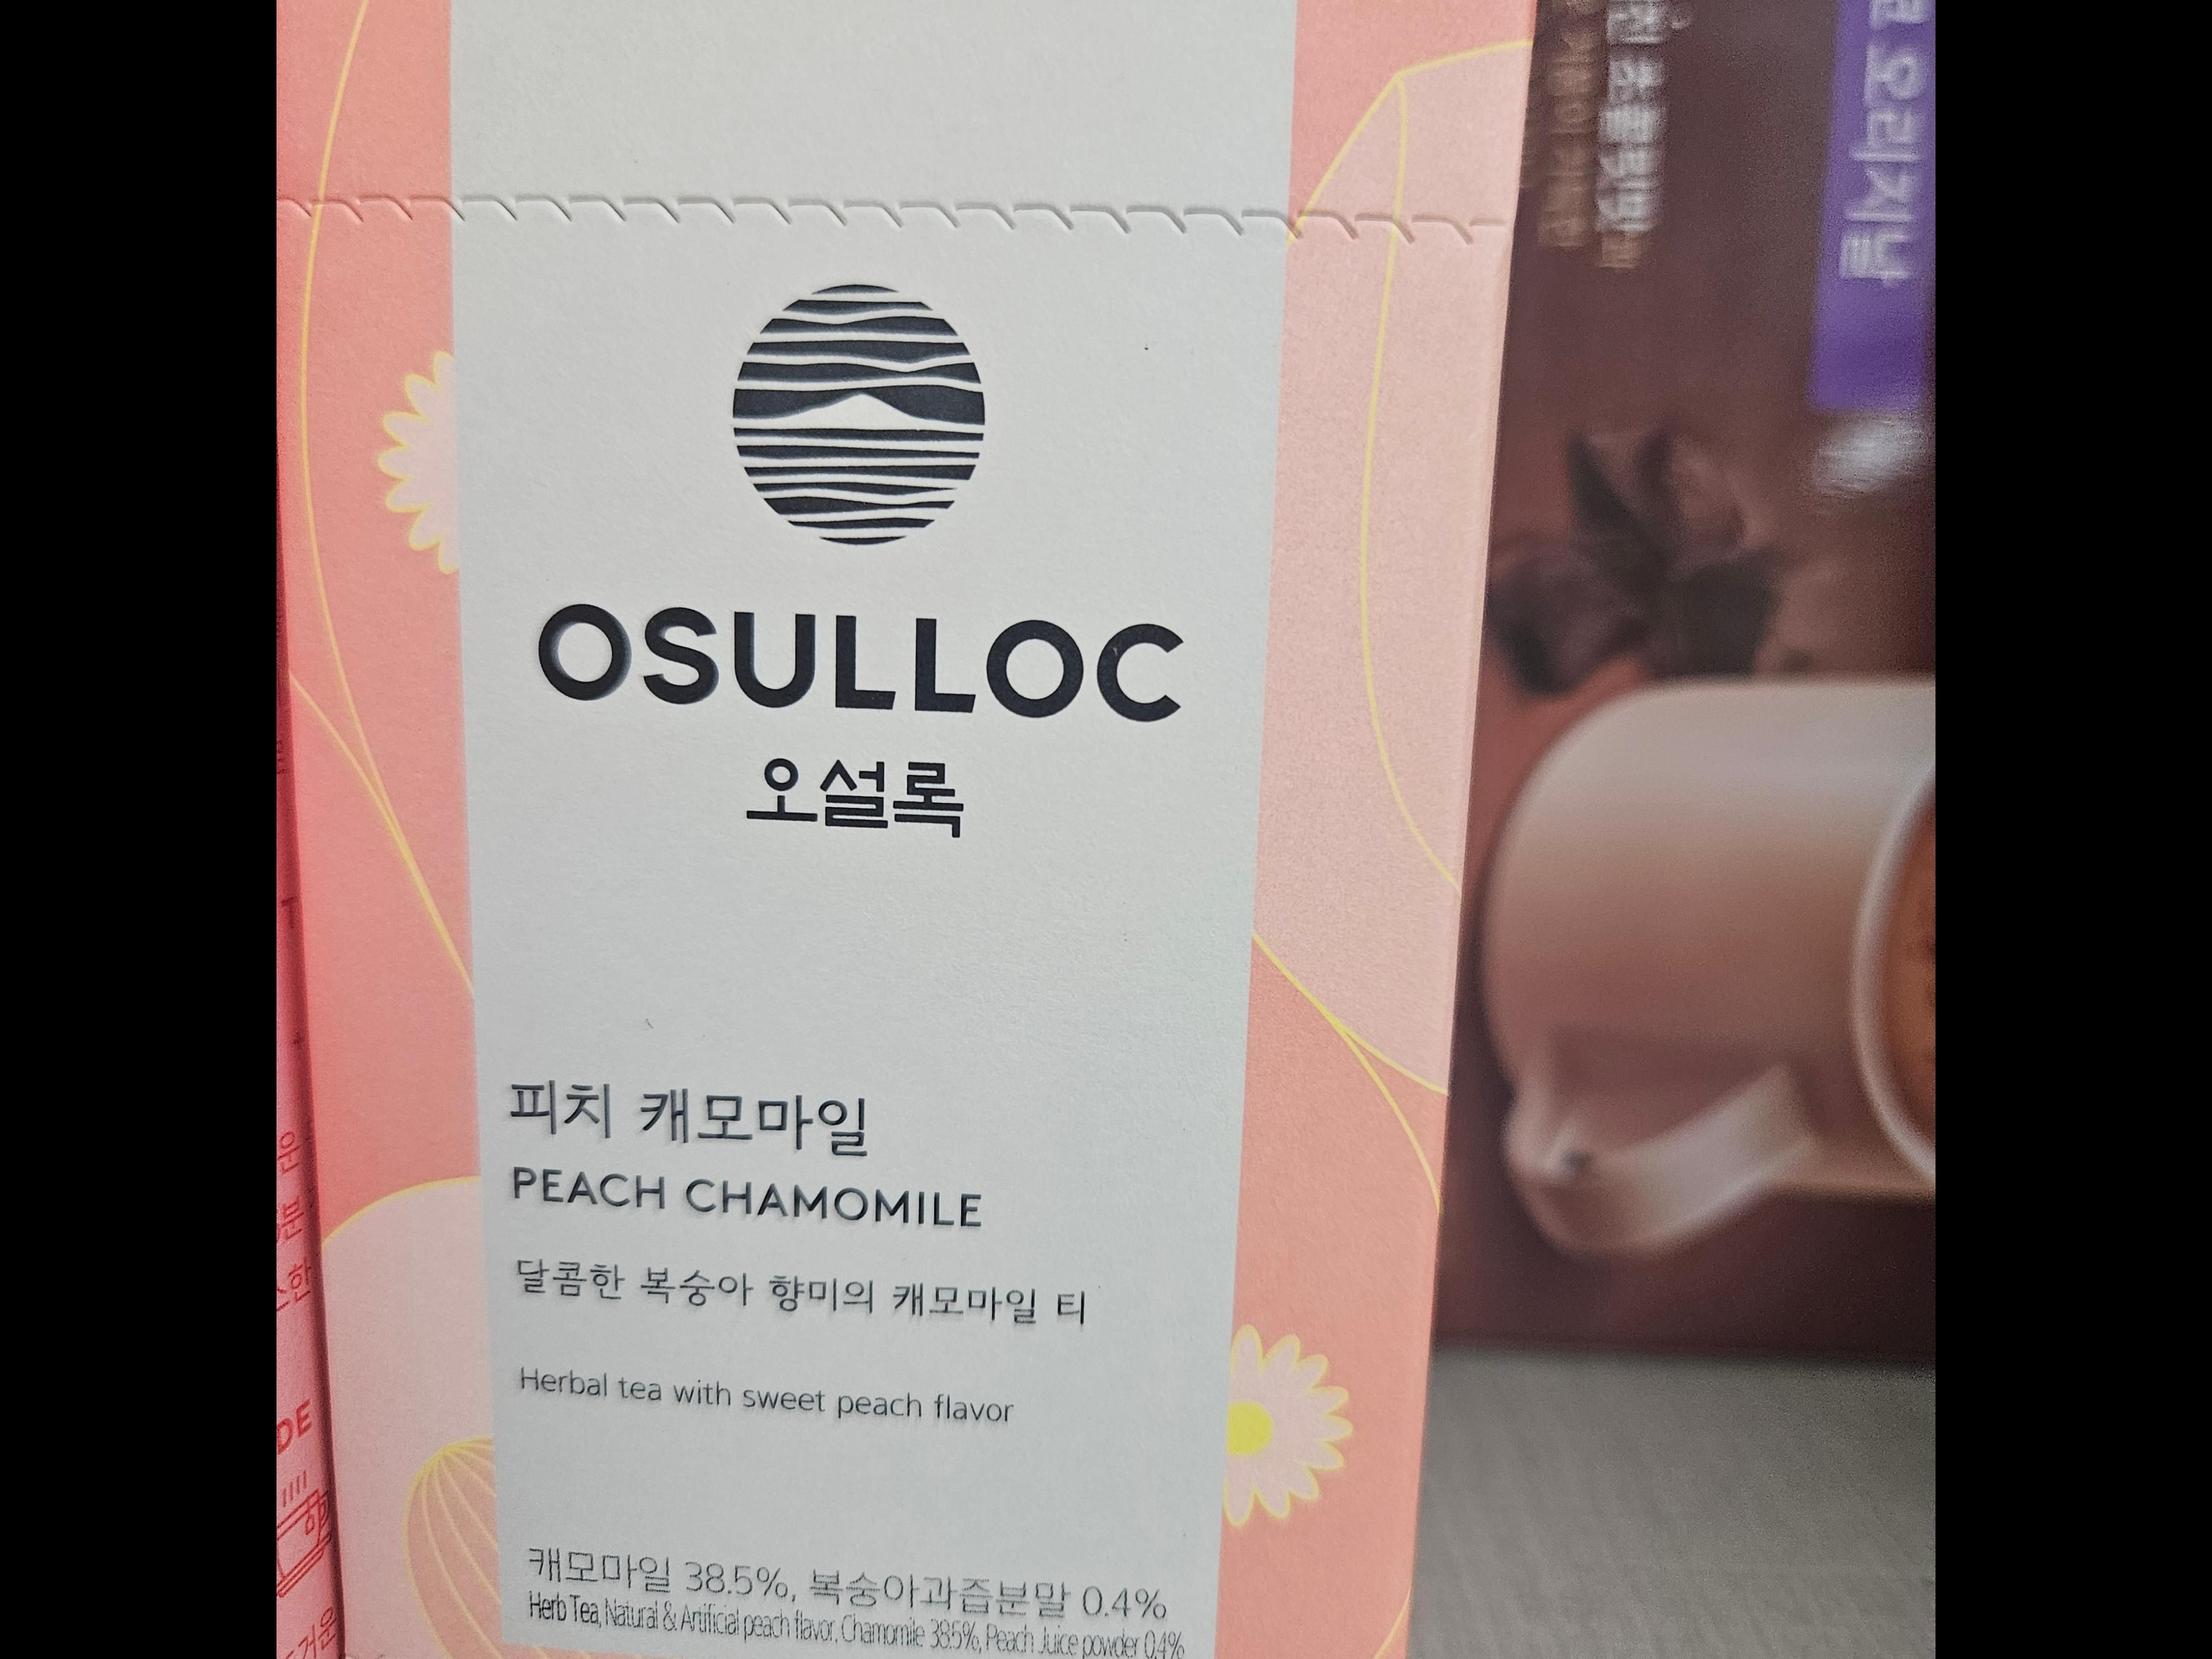 OSULLOC
오설록
피치 캐모마일
PEACH CHAMOMILE
달콤한 복숭아 향미의 캐모마일 티
Herbal tea with sweet peach flavor
캐모마일 38.5%, 복숭아과즙분말 0.4%
Herb Tea, Natural & Artificial peach flavor, Chamomile 38.5%, Peach Juice powder 0.4%
오리지날